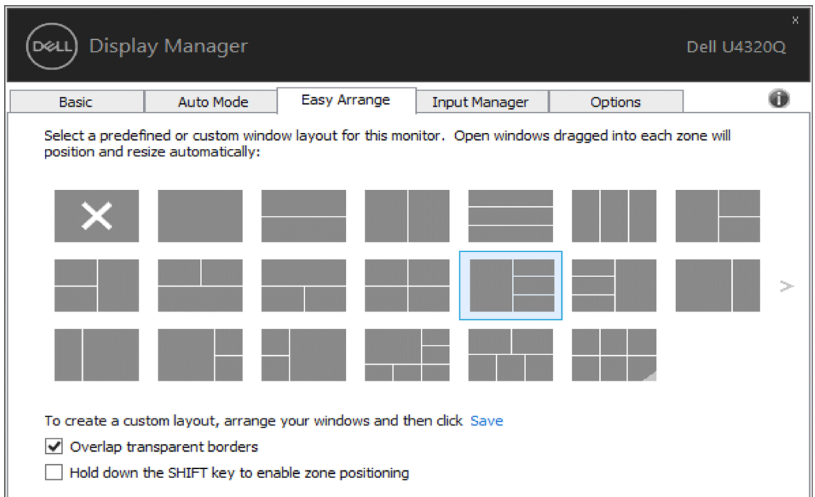 x
DELL
Display Manager
Dell U4320Q
Basic
Auto Mode
Easy Arrange
Input Manager
Options
i
Select a predefined or custom window layout for this monitor.  Open windows dragged into each zone will
position and resize automatically:
>
To create a custom layout, arrange your windows and then click  Save
Overlap transparent borders
Hold down the SHIFT key to enable zone positioning